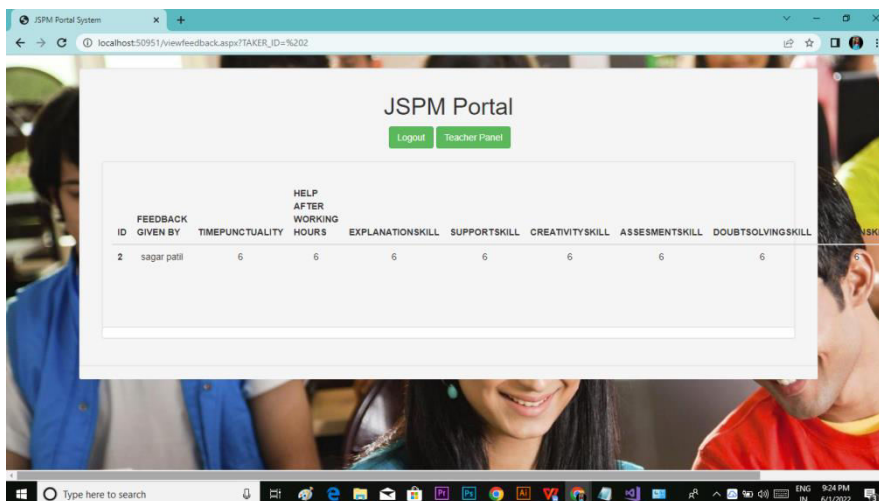 JSPM Portal System
localhost:51951/viewfeedback.aspx?TAKER_ID=%202
JSPM Portal
Logout
Teacher Panel
ID FEEDBACK GIVEN BY TIMEPUNCTUALITY HELP AFTER WORKING HOURS EXPLANATIONSKILL SUPPORTSKILL CREATIVITYSKILL ASSESMENTSKILL DOUBTSOLVINGSKILL
2 sagar patil 6 6 6 6 6 6 6 6
Type here to search
ENG 9:24 PM
IN 6/1/2022